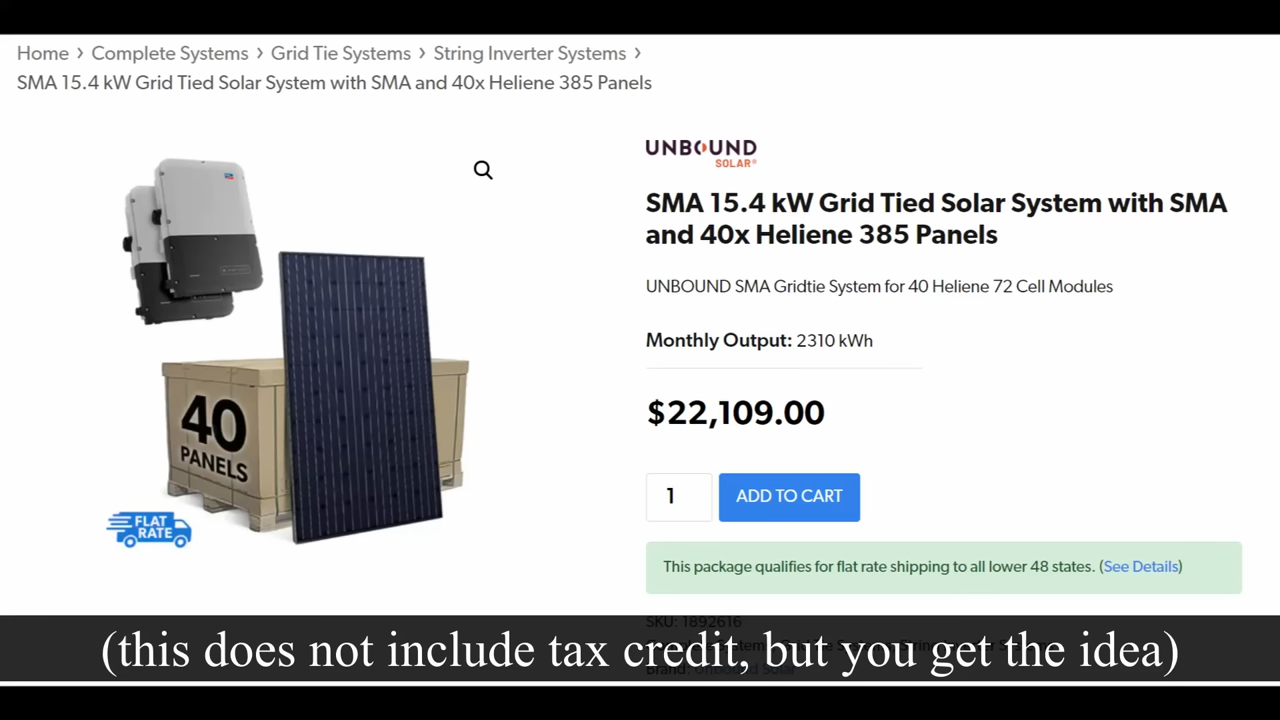 Home > Complete Systems > Grid Tie Systems > String Inverter Systems >
SMA 15.4 kW Grid Tied Solar System with SMA and 40x Heliene 385 Panels
UNBOUND
SOLAR®
SMA 15.4 kW Grid Tied Solar System with SMA
and 40x Heliene 385 Panels
UNBOUND SMA Gridtie System for 40 Heliene 72 Cell Modules
Monthly Output: 2310 kWh
$22,109.00
40
PANELS
1
ADD TO CART
FLAT
RATE
This package qualifies for flat rate shipping to all lower 48 states. (See Details)
SKU: 1892616
(this does not include tax credit, but you get the idea)
Brand: Unbound Solar